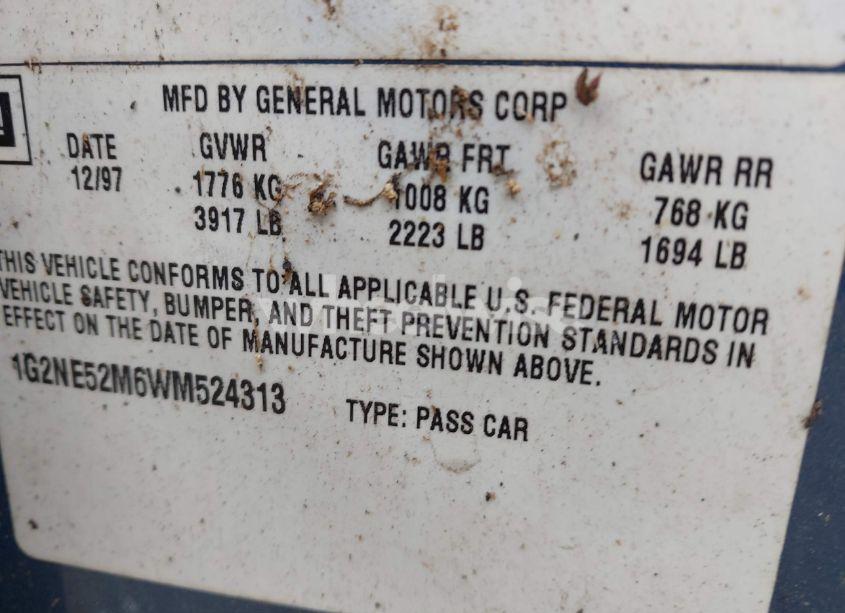 MFD BY GENERAL MOTORS CORP
DATE GVWR GAWR FRT GAWR RR
12/97 1776 KG 1008 KG 768 KG
3917 LB 2223 LB 1694 LB
THIS VEHICLE CONFORMS TO ALL APPLICABLE U.S. FEDERAL MOTOR
VEHICLE SAFETY, BUMPER, AND THEFT PREVENTION STANDARDS IN
EFFECT ON THE DATE OF MANUFACTURE SHOWN ABOVE.
1G2NE52M6WM524313 TYPE: PASS CAR